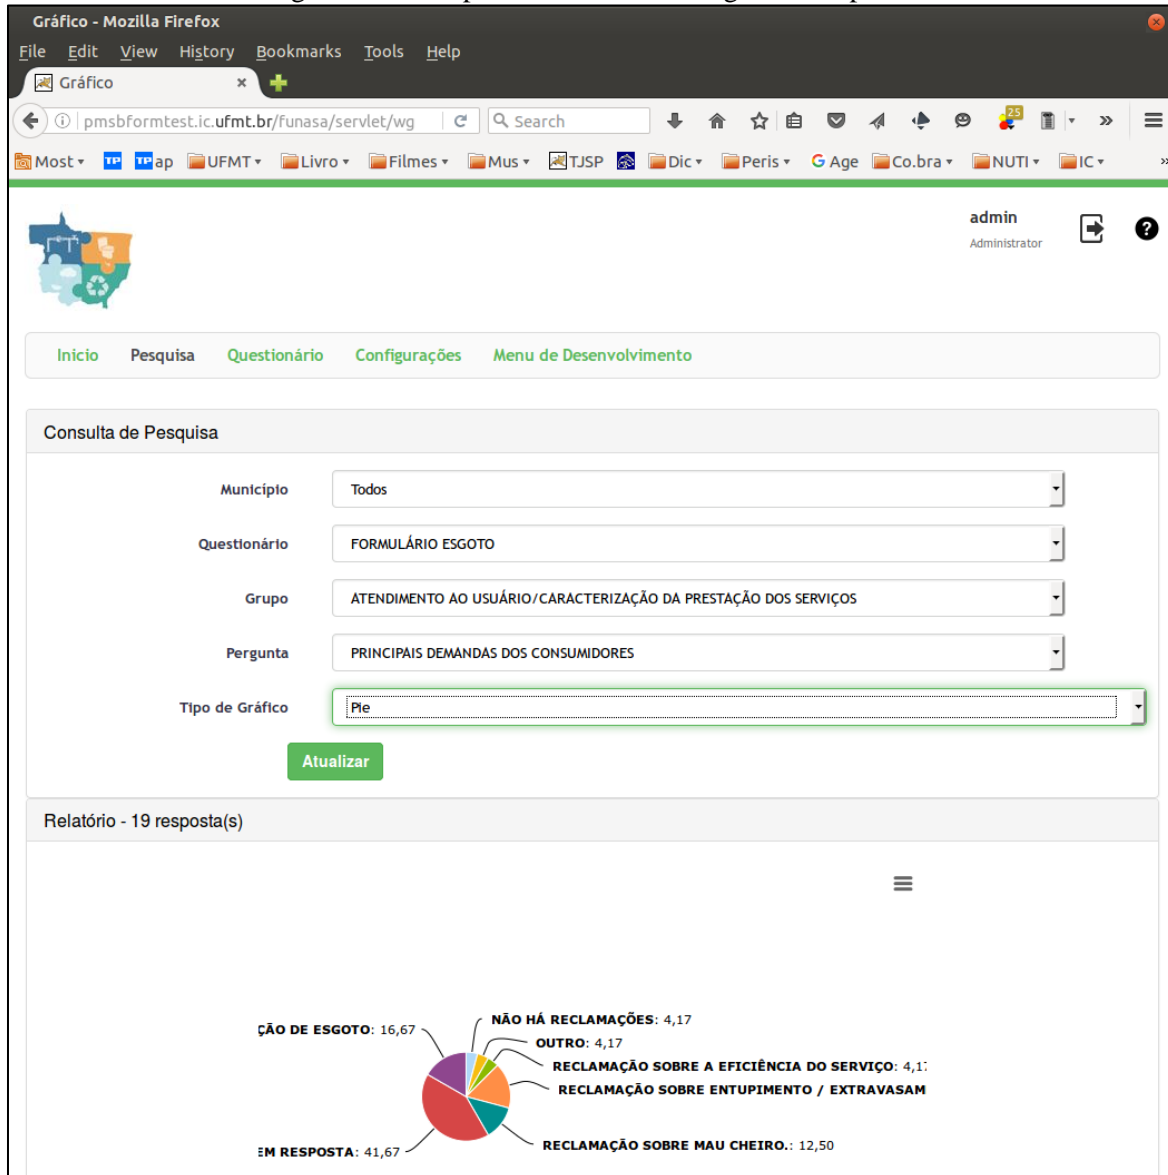 Gráfico - Mozilla Firefox
File Edit View History Bookmarks Tools Help
Gráfico
pmsbformtest.ic.ufmt.br/funasa/servlet/wg Search 25
Most TP TP ap UFMT Livro Filmes Mus TJSP Dic Peris G Age Co.bra NUTI IC
admin
Administrator
Inicio Pesquisa Questionário Configurações Menu de Desenvolvimento
Consulta de Pesquisa
Município Todos
Questionário FORMULÁRIO ESGOTO
Grupo ATENDIMENTO AO USUÁRIO/CARACTERIZAÇÃO DA PRESTAÇÃO DOS SERVIÇOS
Pergunta PRINCIPAIS DEMANDAS DOS CONSUMIDORES
Tipo de Gráfico Pie
Atualizar
Relatório - 19 resposta(s)
ÇÃO DE ESGOTO: 16,67
NÃO HÁ RECLAMAÇÕES: 4,17
OUTRO: 4,17
RECLAMAÇÃO SOBRE A EFICIÊNCIA DO SERVIÇO: 4,17
RECLAMAÇÃO SOBRE ENTUPIMENTO / EXTRAVASAM
RECLAMAÇÃO SOBRE MAU CHEIRO.: 12,50
EM RESPOSTA: 41,67